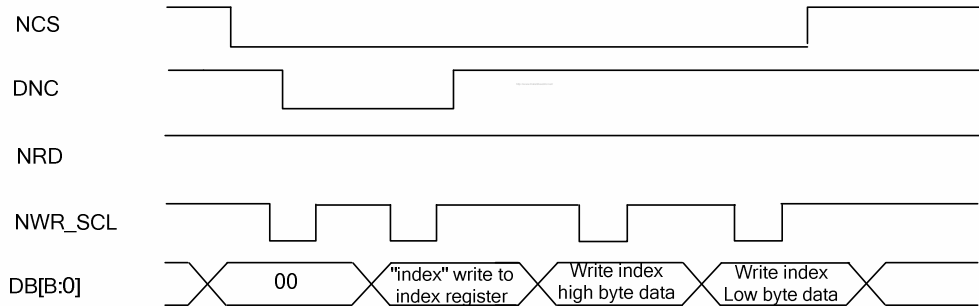 NCS
DNC
NRD
NWR_SCL
DB[B:0]
00
"index" write to
index register
Write index
high byte data
Write index
Low byte data